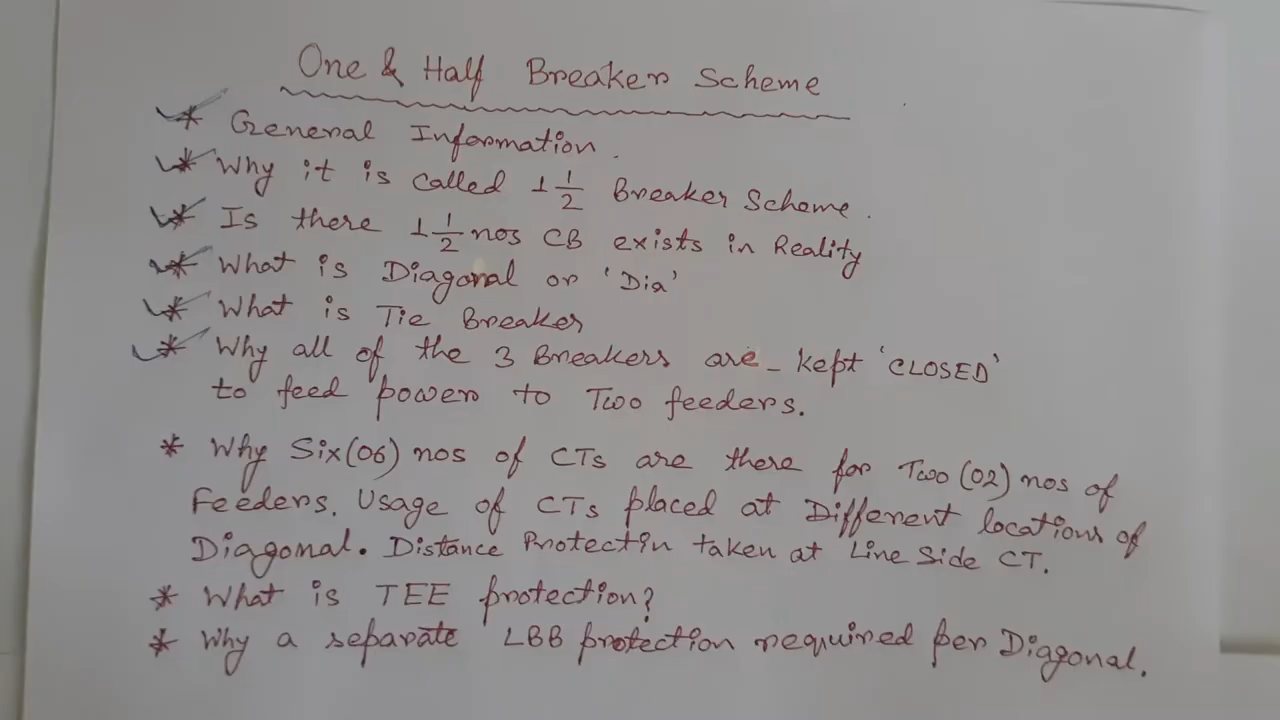 One & Half Breaker Scheme
* General Information.
* Why it is called 1 1/2 Breaker Scheme.
* Is there 1 1/2 nos CB exists in Reality
* What is Diagonal or 'Dia'
* What is Tie Breaker
* Why all of the 3 Breakers are kept 'CLOSED'
to feed power to Two feeders.
* Why Six(06) nos of CTs are there for Two (02) nos of
Feeders. Usage of CTs placed at Different locations of
Diagonal. Distance Protectin taken at Line Side CT.
* What is TEE protection?
* Why a separate LBB protection required per Diagonal.